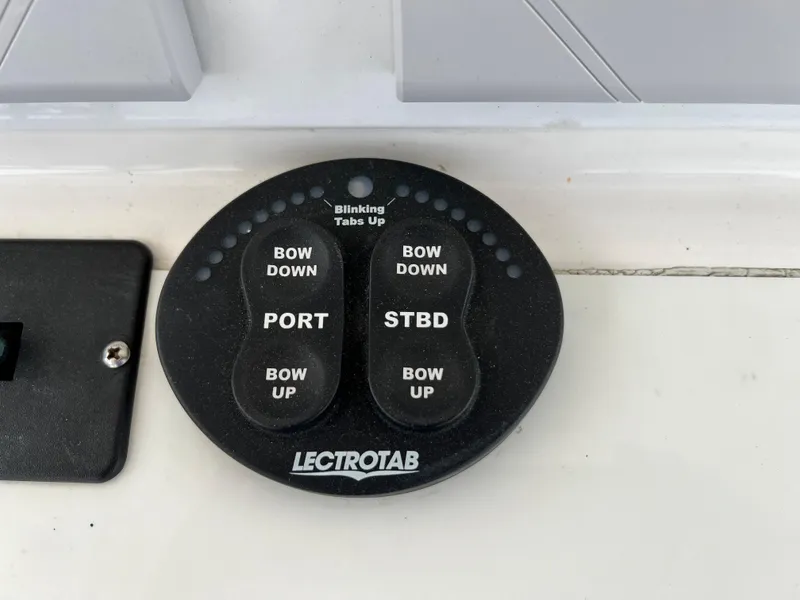 Blinking
Tabs Up
BOW
DOWN
BOW
DOWN
PORT
STBD
BOW
UP
BOW
UP
LECTROTAB